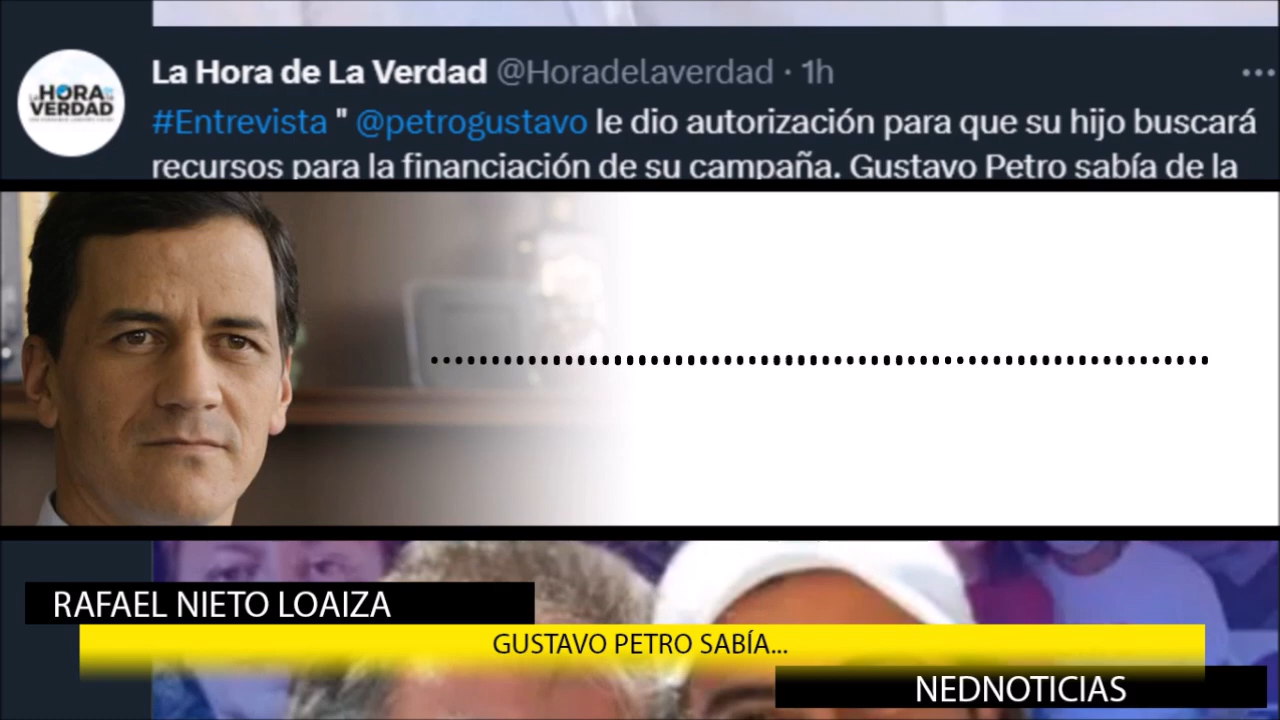 La Hora de La Verdad @Horadelaverdad · 1h
HORA
VERDAD
#Entrevista " @petrogustavo le dio autorización para que su hijo buscará
recursos para la financiación de su campaña. Gustavo Petro sabía de la
RAFAEL NIETO LOAIZA
GUSTAVO PETRO SABÍA...
NEDNOTICIAS